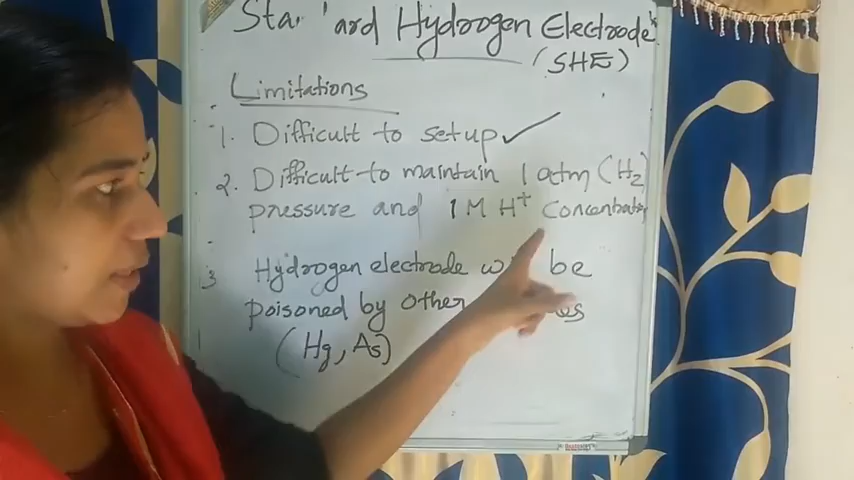 Hydrogen Electrode
(SHE)
Limitations
1. Difficult to setup ✓
2. Difficult to maintain 1 atm (H₂)
pressure and 1 M H⁺ Concentration
3 Hydrogen electrode be
poisoned by other
(Hg, As)